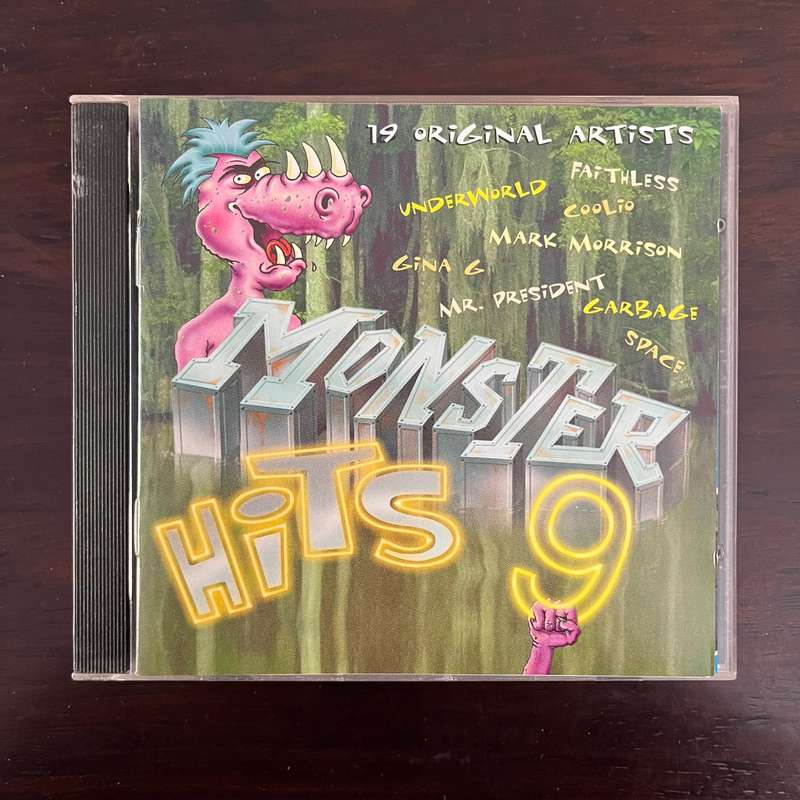 19 ORiGiNAL ARTiSTS
FAiTHLESS
UNDERWORLD
COOLiO
MARK MORRiSON
GiNA G
MR. PRESiDENT
GARBAGE
SPACE
MONSTER
HiTS 9